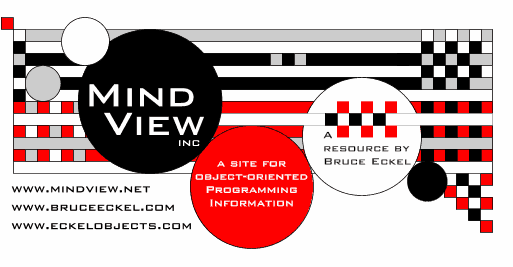 MIND
VIEW
INC
A SITE FOR
OBJECT-ORIENTED
PROGRAMMING
INFORMATION
A
RESOURCE BY
BRUCE ECKEL
WWW.MINDVIEW.NET
WWW.BRUCEECKEL.COM
WWW.ECKELOBJECTS.COM